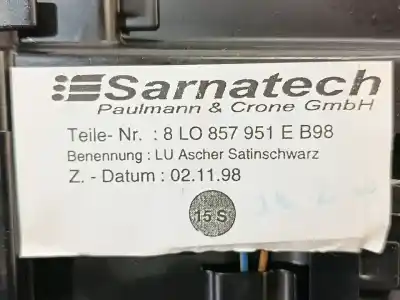 Sarnatech
Paulmann & Crone GmbH
Teile- Nr. : 8 LO 857 951 E B98
Benennung : LU Ascher Satinschwarz
Z. - Datum : 02.11.98
15 S